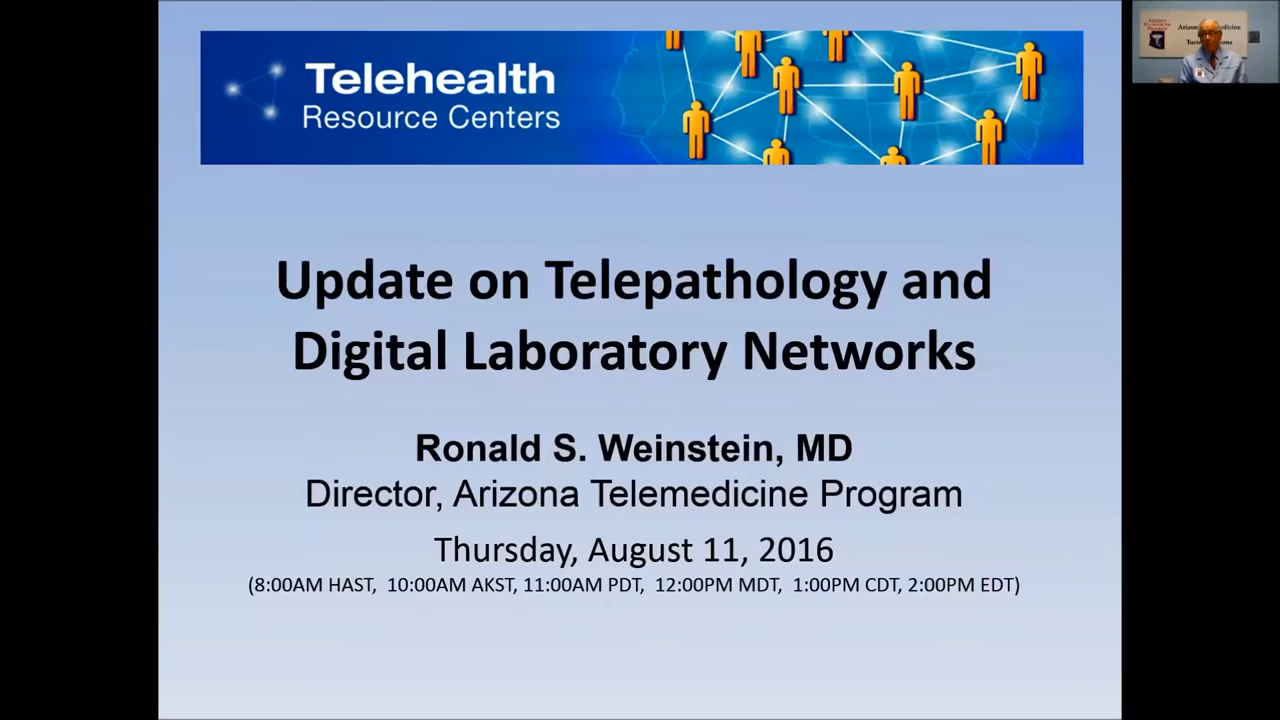 Telehealth
Resource Centers
Update on Telepathology and
Digital Laboratory Networks
Ronald S. Weinstein, MD
Director, Arizona Telemedicine Program
Thursday, August 11, 2016
(8:00AM HAST, 10:00AM AKST, 11:00AM PDT, 12:00PM MDT, 1:00PM CDT, 2:00PM EDT)